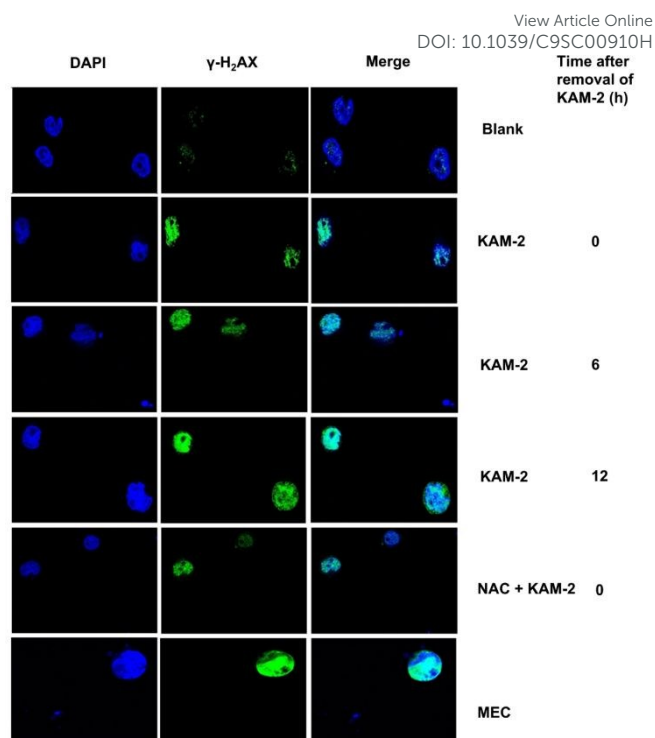 View Article Online
DOI: 10.1039/C9SC00910H
DAPI γ-H₂AX Merge Time after
removal of
KAM-2 (h)
Blank
KAM-2 0
KAM-2 6
KAM-2 12
NAC + KAM-2 0
MEC